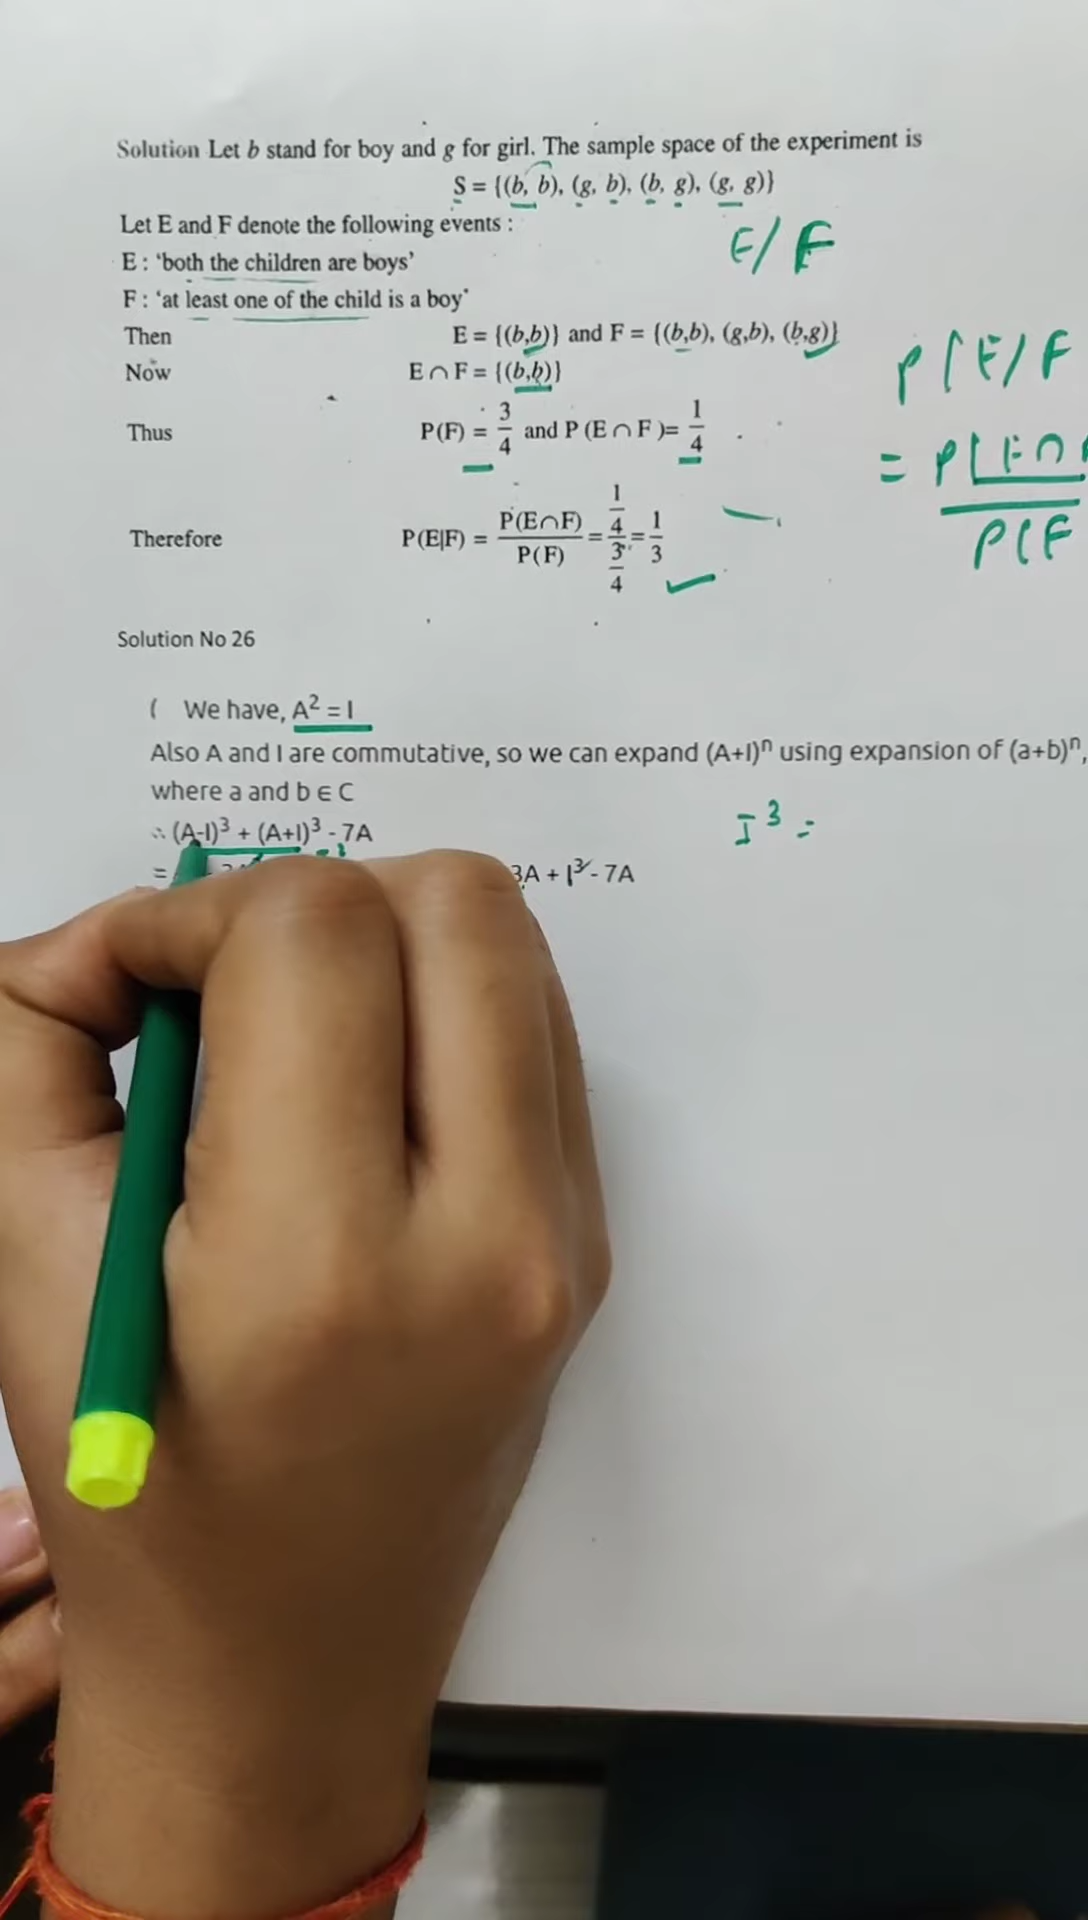 Solution Let b stand for boy and g for girl. The sample space of the experiment is
S = {(b, b), (g, b), (b, g), (g, g)}
Let E and F denote the following events :
E/F
E : ‘both the children are boys’
F : ‘at least one of the child is a boy’
Then E = {(b,b)} and F = {(b,b), (g,b), (b,g)}
Now E ∩ F = {(b,b)}
P(E/F
Thus P(F) = 3/4 and P (E ∩ F )= 1/4
= P(E∩
P(F
Therefore P(E|F) = P(E∩F)/P(F) = (1/4)/(3/4) = 1/3
Solution No 26
( We have, A² = I
Also A and I are commutative, so we can expand (A+I)ⁿ using expansion of (a+b)ⁿ,
where a and b ∈ C
∴ (A-I)³ + (A+I)³ - 7A
I³ =
= 3A + I³ - 7A